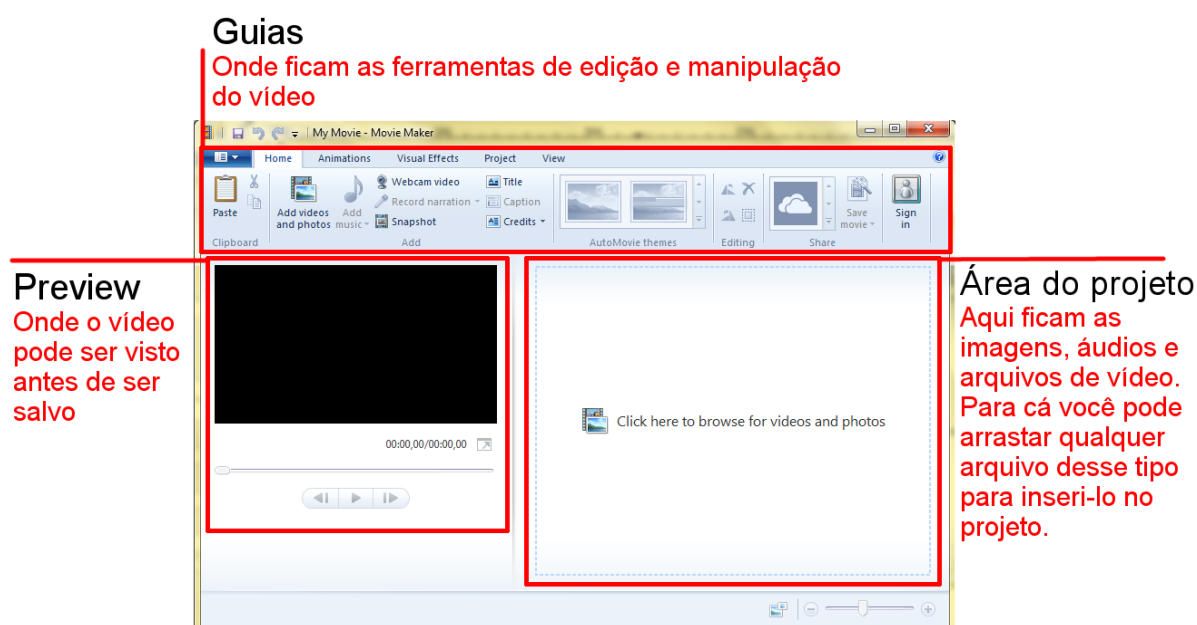 Guias
Onde ficam as ferramentas de edição e manipulação
do vídeo
My Movie - Movie Maker
Home Animations Visual Effects Project View
Paste
Clipboard
Add videos
and photos
Add
music
Webcam video
Record narration
Snapshot
Title
Caption
Credits
Add
AutoMovie themes
Editing
Save
movie
Share
Sign
in
Preview
Onde o vídeo
pode ser visto
antes de ser
salvo
00:00,00/00:00,00
Click here to browse for videos and photos
Área do projeto
Aqui ficam as
imagens, áudios e
arquivos de vídeo.
Para cá você pode
arrastar qualquer
arquivo desse tipo
para inseri-lo no
projeto.